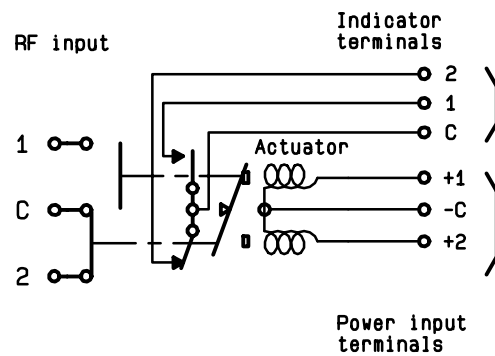 Indicator
terminals
RF input
2
1
C
Actuator
1
+1
C
-C
+2
2
Power input
terminals